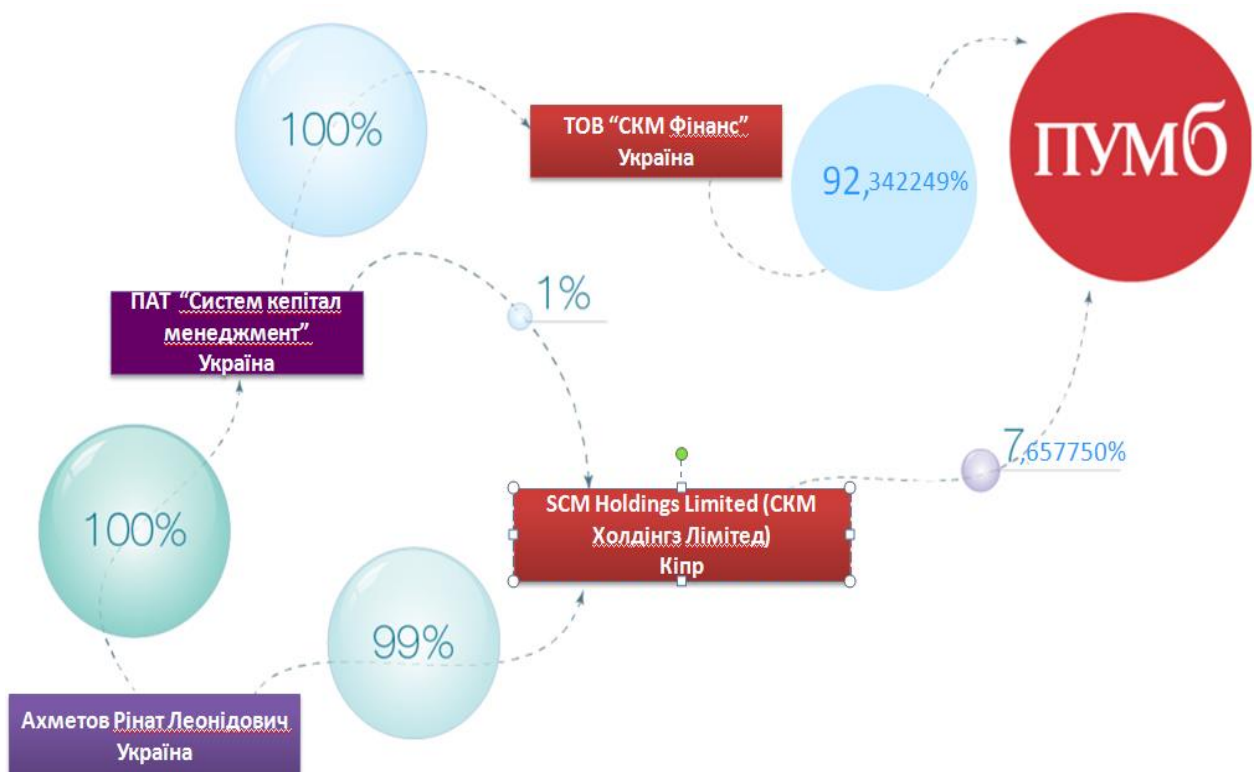 100%
ТОВ “СКМ Фінанс”
Україна
92,342249%
ПУМБ
ПАТ “Систем кепітал
менеджмент”
Україна
1%
7,657750%
SCM Holdings Limited (СКМ
Холдінгз Лімітед)
Кіпр
100%
99%
Ахметов Рінат Леонідович
Україна